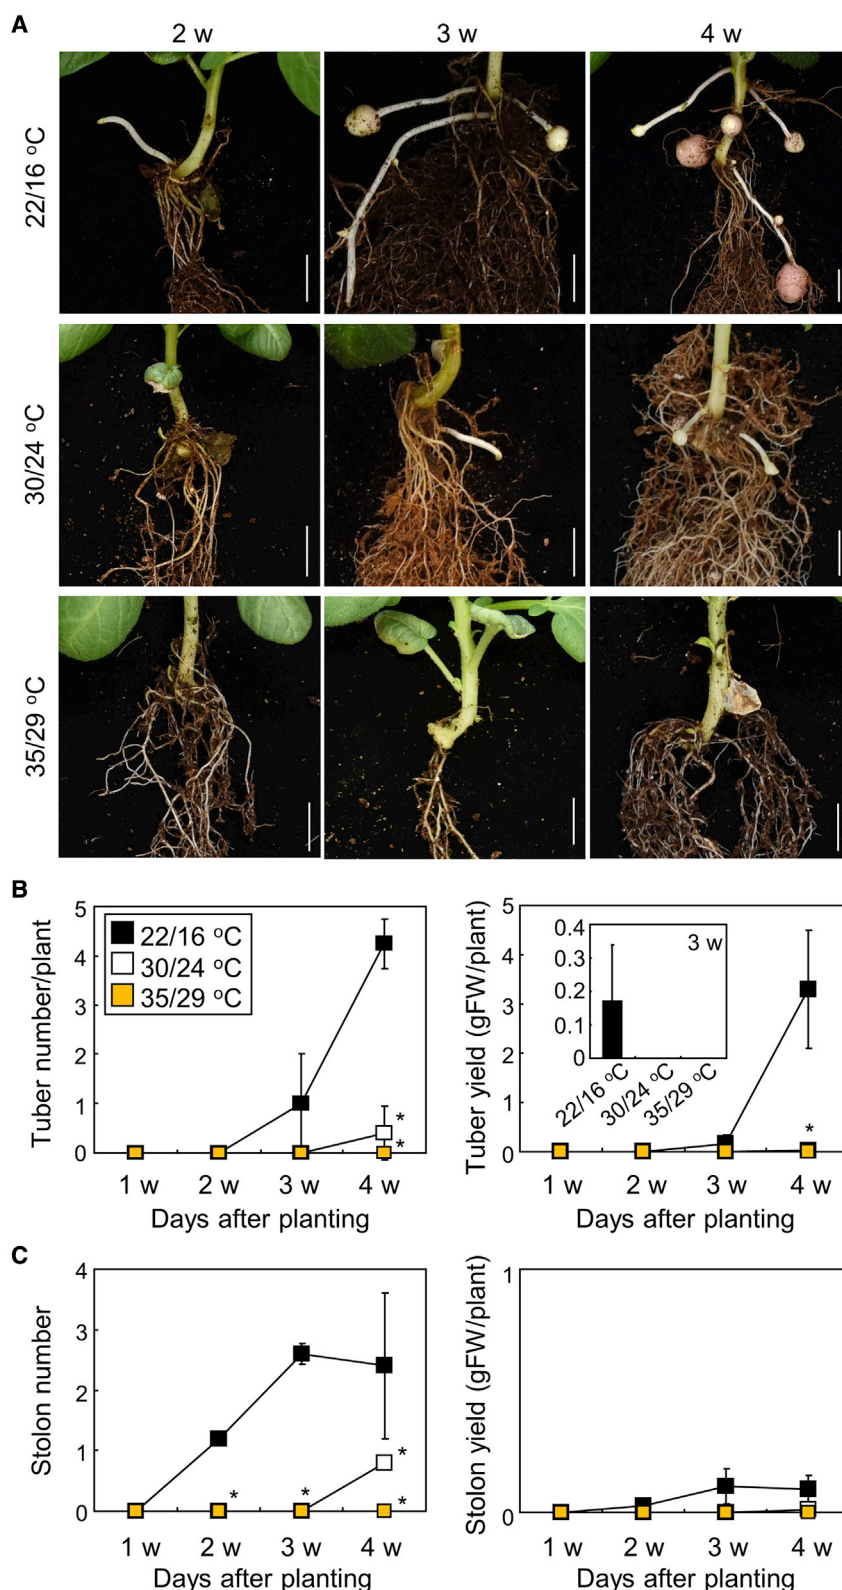 A
2 w
3 w
4 w
22/16 °C
30/24 °C
35/29 °C
B
Tuber number/plant
5
4
3
2
1
0
22/16 °C
30/24 °C
35/29 °C
*
*
1 w
2 w
3 w
4 w
Days after planting
Tuber yield (gFW/plant)
5
4
3
2
1
0
0.4
0.3
0.2
0.1
0
3 w
22/16 °C
30/24 °C
35/29 °C
*
1 w
2 w
3 w
4 w
Days after planting
C
Stolon number
4
3
2
1
0
*
*
*
*
1 w
2 w
3 w
4 w
Days after planting
Stolon yield (gFW/plant)
1
0
1 w
2 w
3 w
4 w
Days after planting